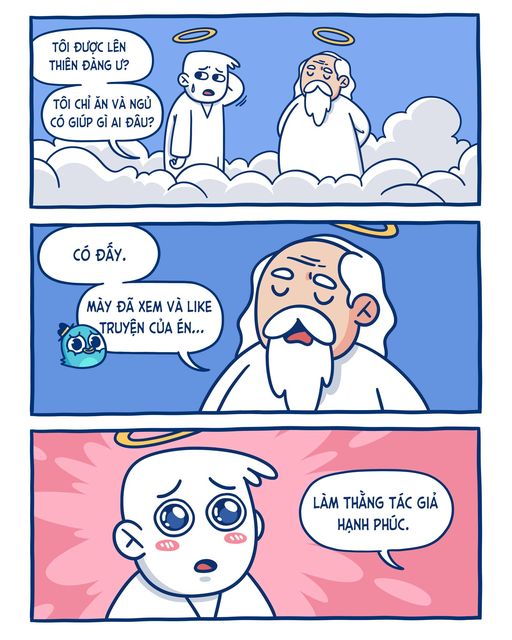 TÔI ĐƯỢC LÊN
THIÊN ĐÀNG Ư?
TÔI CHỈ ĂN VÀ NGỦ
CÓ GIÚP GÌ AI ĐÂU?
CÓ ĐẤY.
MÀY ĐÃ XEM VÀ LIKE
TRUYỆN CỦA ÉN...
LÀM THẰNG TÁC GIẢ
HẠNH PHÚC.